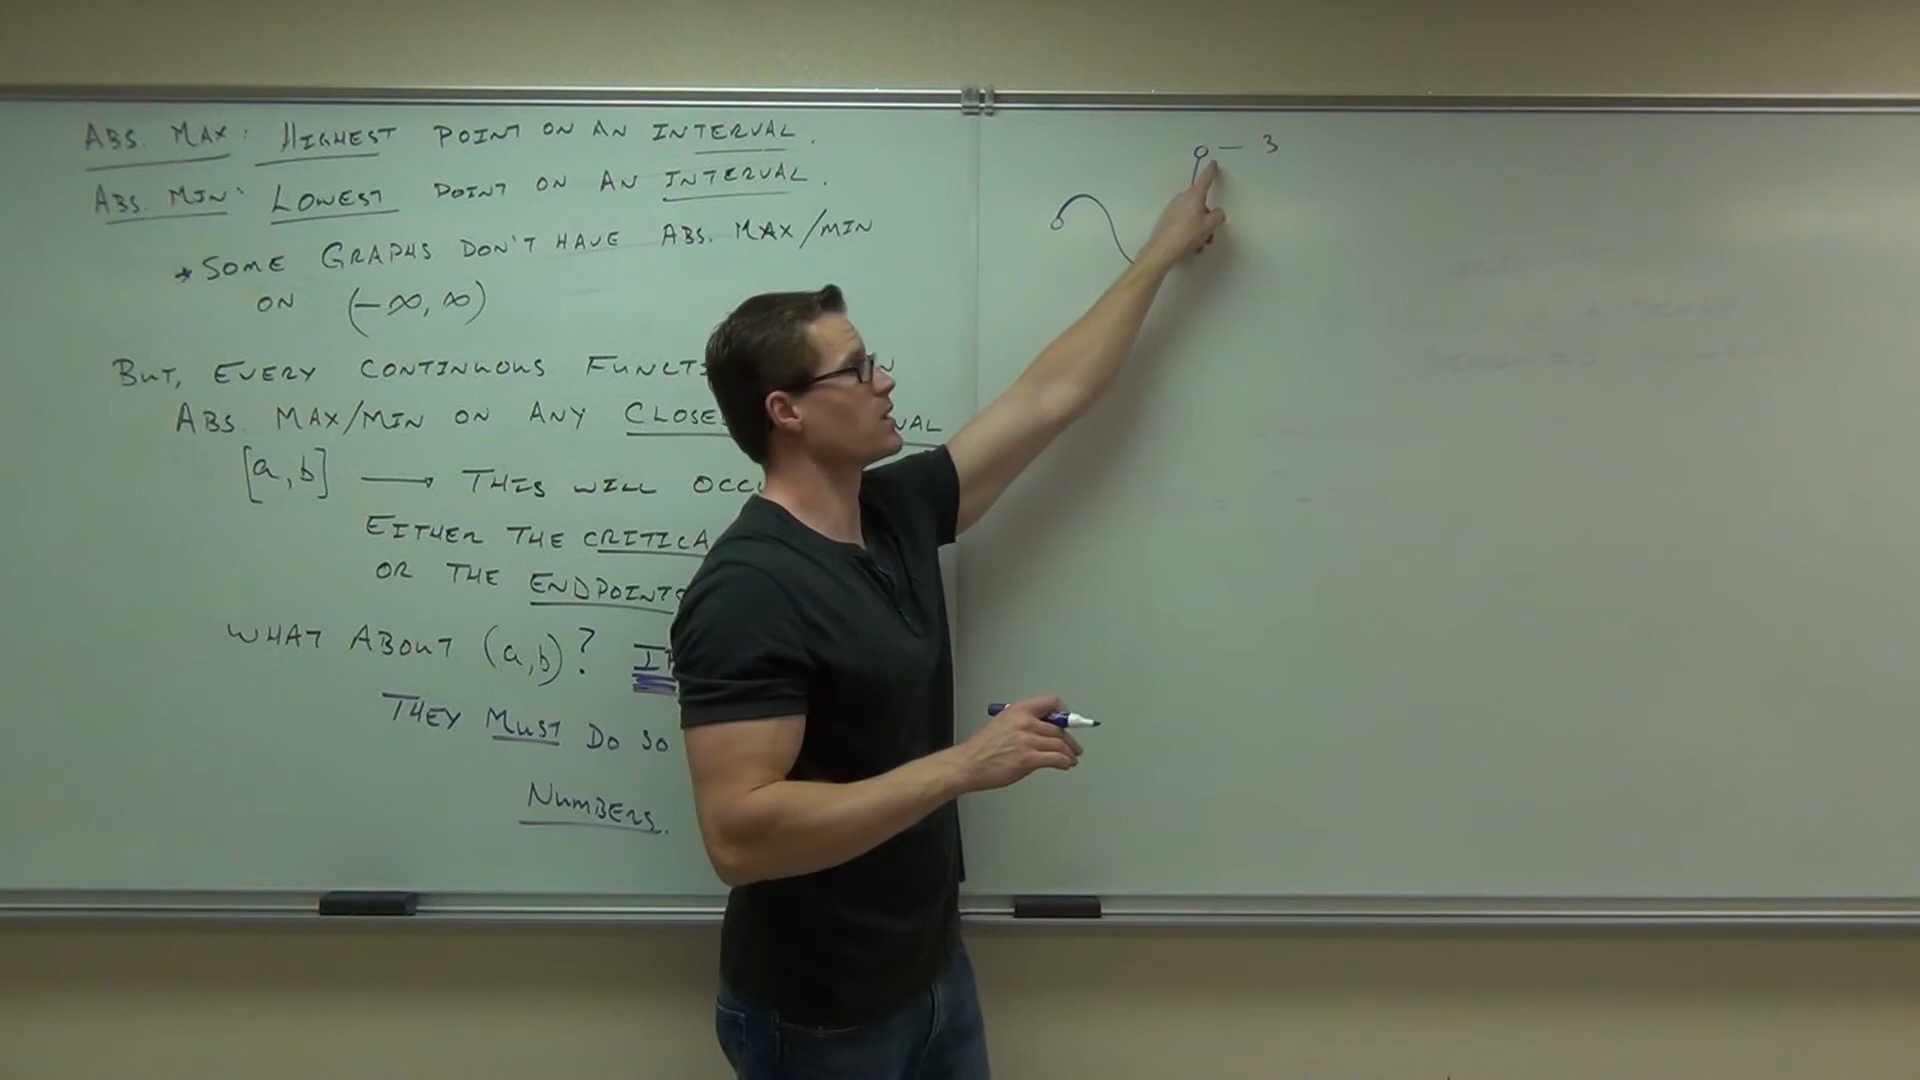 ABS. MAX: HIGHEST POINT ON AN INTERVAL.
ABS. MIN: LOWEST POINT ON AN INTERVAL.
* SOME GRAPHS DON'T HAVE ABS. MAX/MIN
ON (-∞, ∞)
BUT, EVERY CONTINUOUS
ABS MAX/MIN ON ANY
[a, b] → THIS WILL
EITHER THE
OR THE ENDPOINTS
WHAT ABOUT (a, b)?
THEY MUST DO SO
NUMBERS.
— 3